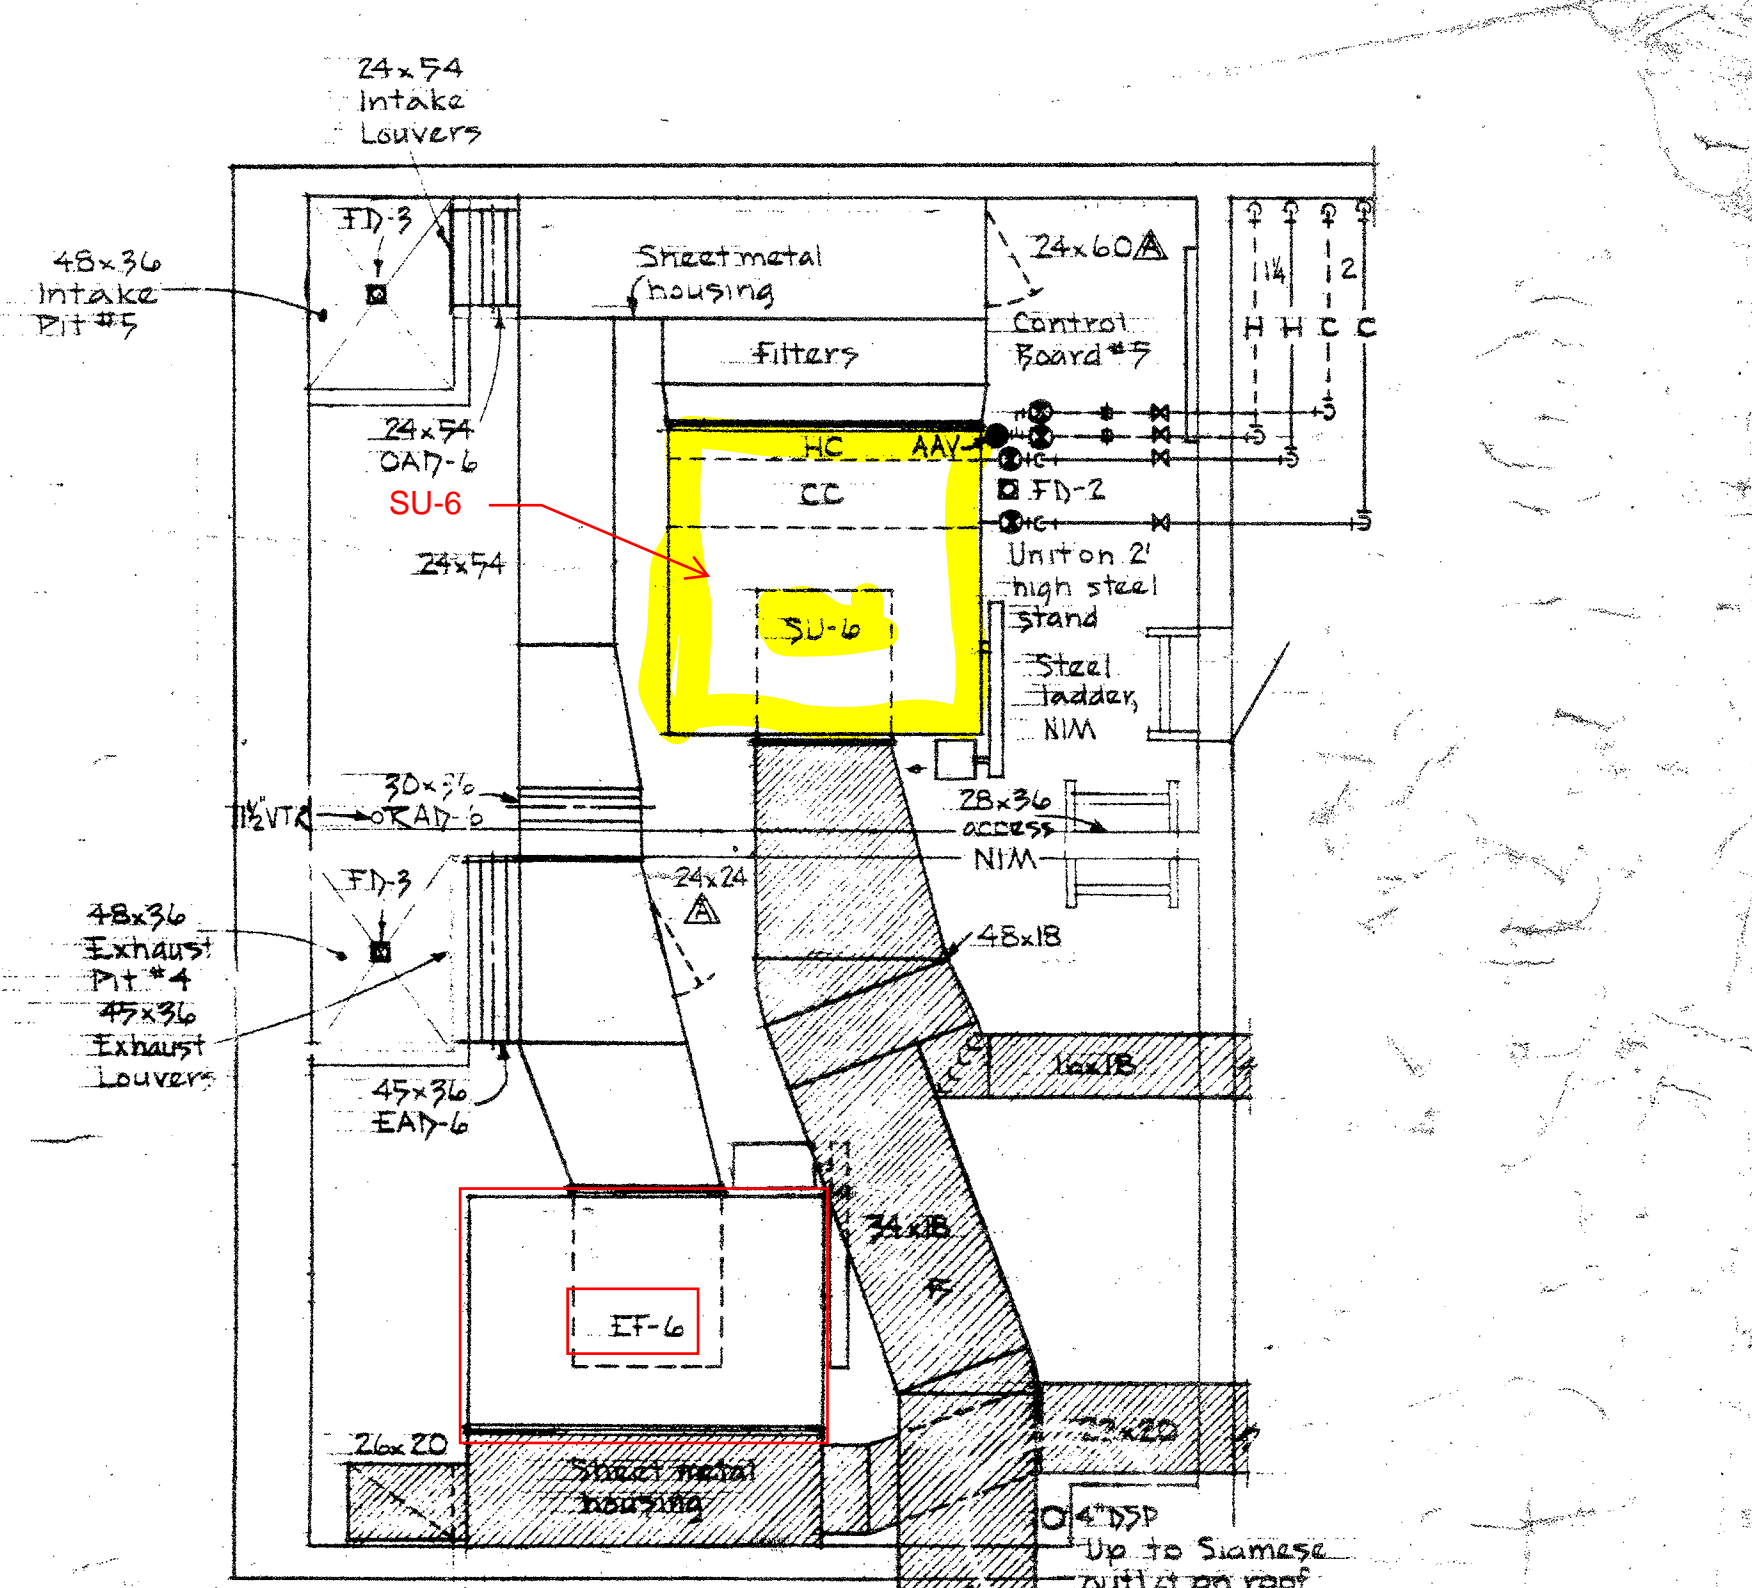 24x54
Intake
Louvers
FD-3
48x36
Intake
Pit #5
Sheet metal
housing
24x60 A
Control
Board #5
1¼
2
H H C C
Filters
24x54
OAD-6
HC
AAV
CC
FD-2
SU-6
24x54
Unit on 2'
high steel
stand
SU-6
Steel
ladder,
NIM
30x36
RAD-6
1½" VTR
28x36
access
NIM
24x24
A
FD-3
48x36
Exhaust
Pit #4
45x36
Exhaust
Louvers
48x18
16x18
45x36
EAD-6
34x18
EF-6
26x20
22x20
Sheet metal
housing
4" DSP
Up to Siamese
outlet on roof